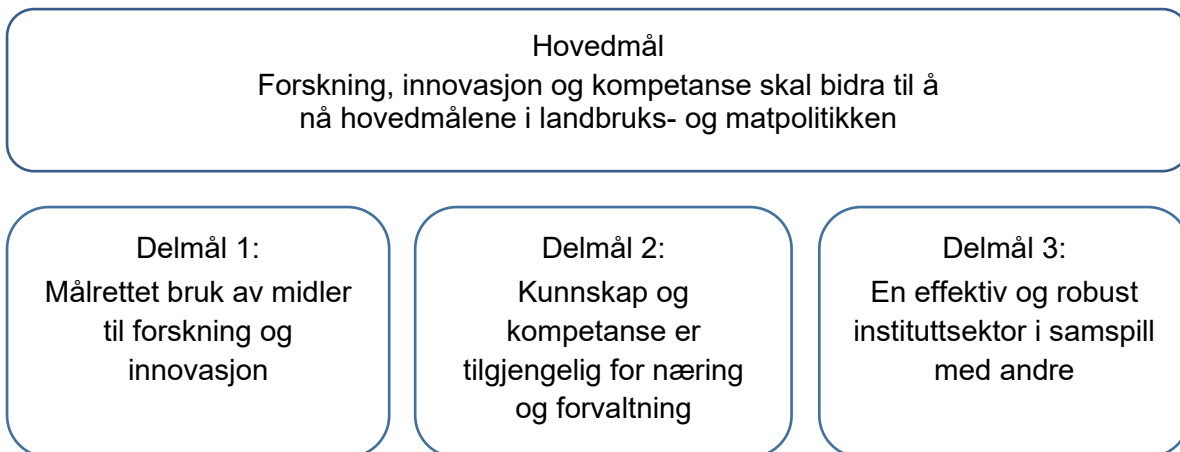 Hovedmål
Forskning, innovasjon og kompetanse skal bidra til å
nå hovedmålene i landbruks- og matpolitikken
Delmål 1:
Målrettet bruk av midler
til forskning og
innovasjon
Delmål 2:
Kunnskap og
kompetanse er
tilgjengelig for næring
og forvaltning
Delmål 3:
En effektiv og robust
instituttsektor i samspill
med andre